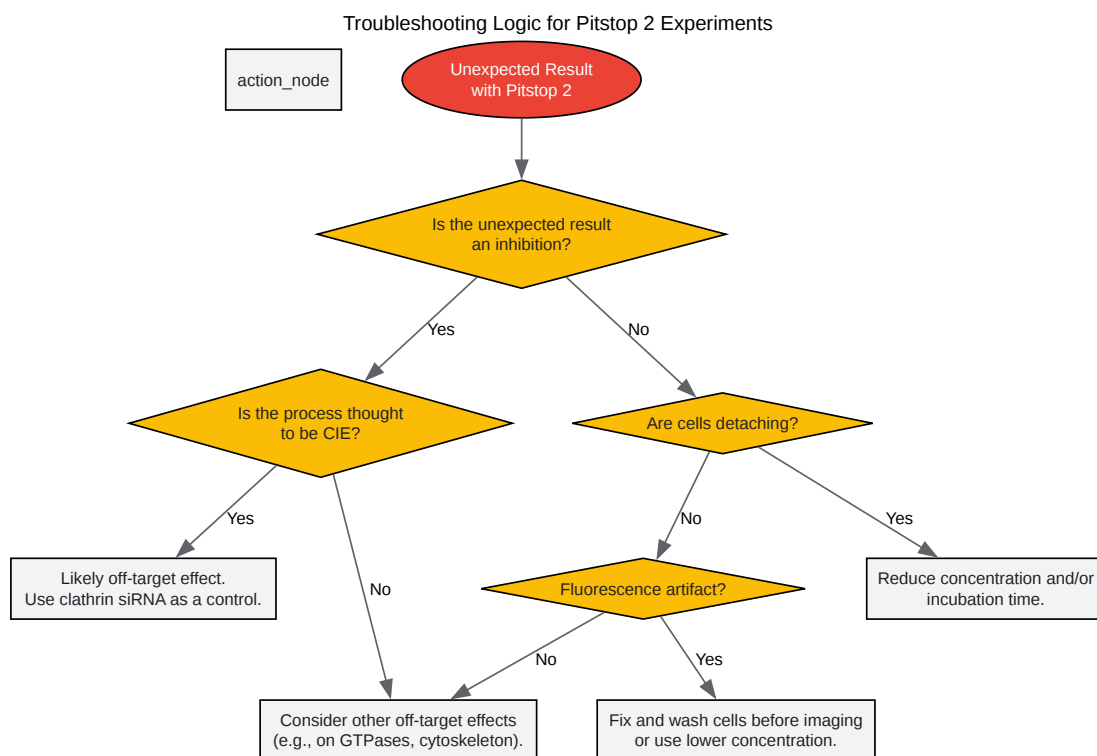 Troubleshooting Logic for Pitstop 2 Experiments
action_node
Unexpected Result
with Pitstop 2
Is the unexpected result
an inhibition?
Yes
No
Is the process thought
to be CIE?
Are cells detaching?
Yes
No
No
Yes
Likely off-target effect.
Use clathrin siRNA as a control.
Fluorescence artifact?
Reduce concentration and/or
incubation time.
No
Yes
Consider other off-target effects
(e.g., on GTPases, cytoskeleton).
Fix and wash cells before imaging
or use lower concentration.